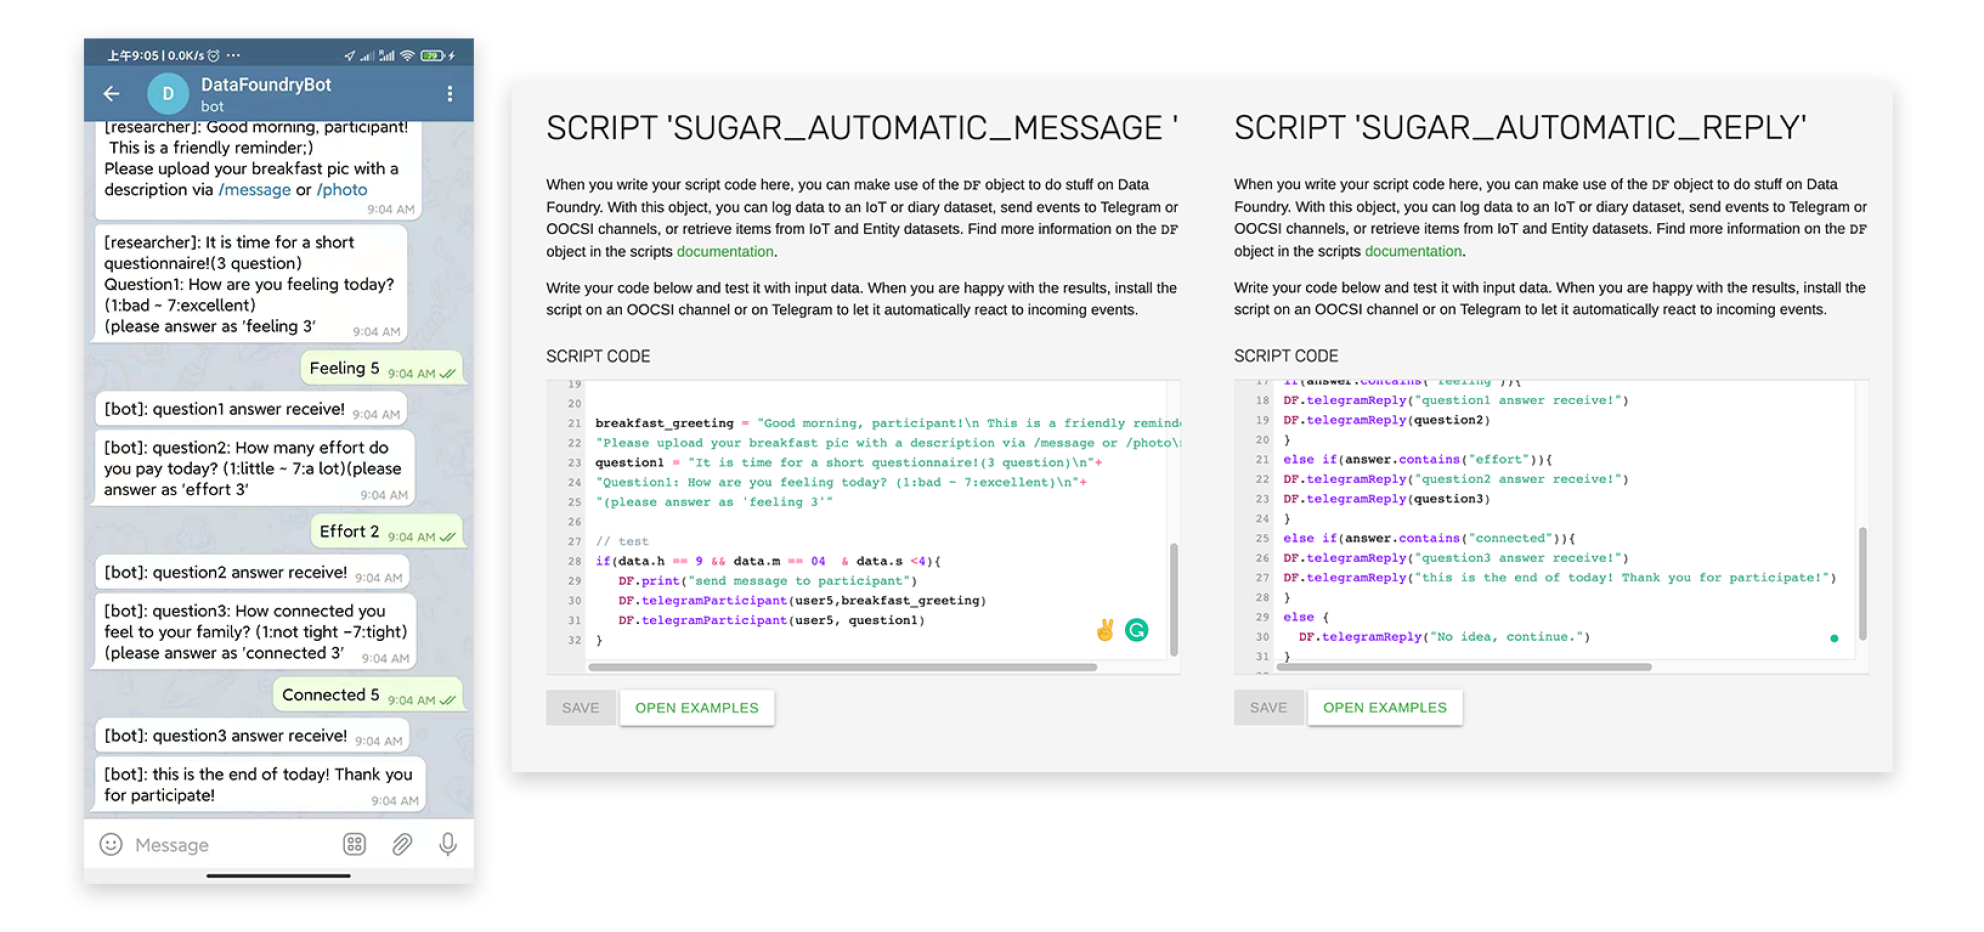 上午9:05 | 0.0K/s ···
79
D
DataFoundryBot
bot
[researcher]: Good morning, participant!
This is a friendly reminder;)
Please upload your breakfast pic with a
description via /message or /photo
9:04 AM
[researcher]: It is time for a short
questionnaire!(3 question)
Question1: How are you feeling today?
(1:bad ~ 7:excellent)
(please answer as 'feeling 3' 9:04 AM
Feeling 5 9:04 AM
[bot]: question1 answer receive! 9:04 AM
[bot]: question2: How many effort do
you pay today? (1:little ~ 7:a lot)(please
answer as 'effort 3' 9:04 AM
Effort 2 9:04 AM
[bot]: question2 answer receive! 9:04 AM
[bot]: question3: How connected you
feel to your family? (1:not tight -7:tight)
(please answer as 'connected 3' 9:04 AM
Connected 5 9:04 AM
[bot]: question3 answer receive! 9:04 AM
[bot]: this is the end of today! Thank you
for participate! 9:04 AM
Message
SCRIPT 'SUGAR_AUTOMATIC_MESSAGE '
When you write your script code here, you can make use of the DF object to do stuff on Data
Foundry. With this object, you can log data to an IoT or diary dataset, send events to Telegram or
OOCSI channels, or retrieve items from IoT and Entity datasets. Find more information on the DF
object in the scripts documentation.
Write your code below and test it with input data. When you are happy with the results, install the
script on an OOCSI channel or on Telegram to let it automatically react to incoming events.
SCRIPT CODE
19
20
21 breakfast_greeting = "Good morning, participant!\n This is a friendly remind
22 "Please upload your breakfast pic with a description via /message or /photo\
23 question1 = "It is time for a short questionnaire!(3 question)\n"+
24 "Question1: How are you feeling today? (1:bad ~ 7:excellent)\n"+
25 "(please answer as 'feeling 3'"
26
27 // test
28 if(data.h == 9 && data.m == 04 & data.s <4){
29 DF.print("send message to participant")
30 DF.telegramParticipant(user5,breakfast_greeting)
31 DF.telegramParticipant(user5, question1)
32 }
SAVE
OPEN EXAMPLES
SCRIPT 'SUGAR_AUTOMATIC_REPLY'
When you write your script code here, you can make use of the DF object to do stuff on Data
Foundry. With this object, you can log data to an IoT or diary dataset, send events to Telegram or
OOCSI channels, or retrieve items from IoT and Entity datasets. Find more information on the DF
object in the scripts documentation.
Write your code below and test it with input data. When you are happy with the results, install the
script on an OOCSI channel or on Telegram to let it automatically react to incoming events.
SCRIPT CODE
17 if(answer.contains("feeling")){
18 DF.telegramReply("question1 answer receive!")
19 DF.telegramReply(question2)
20 }
21 else if(answer.contains("effort")){
22 DF.telegramReply("question2 answer receive!")
23 DF.telegramReply(question3)
24 }
25 else if(answer.contains("connected")){
26 DF.telegramReply("question3 answer receive!")
27 DF.telegramReply("this is the end of today! Thank you for participate!")
28 }
29 else {
30 DF.telegramReply("No idea, continue.")
31 }
SAVE
OPEN EXAMPLES